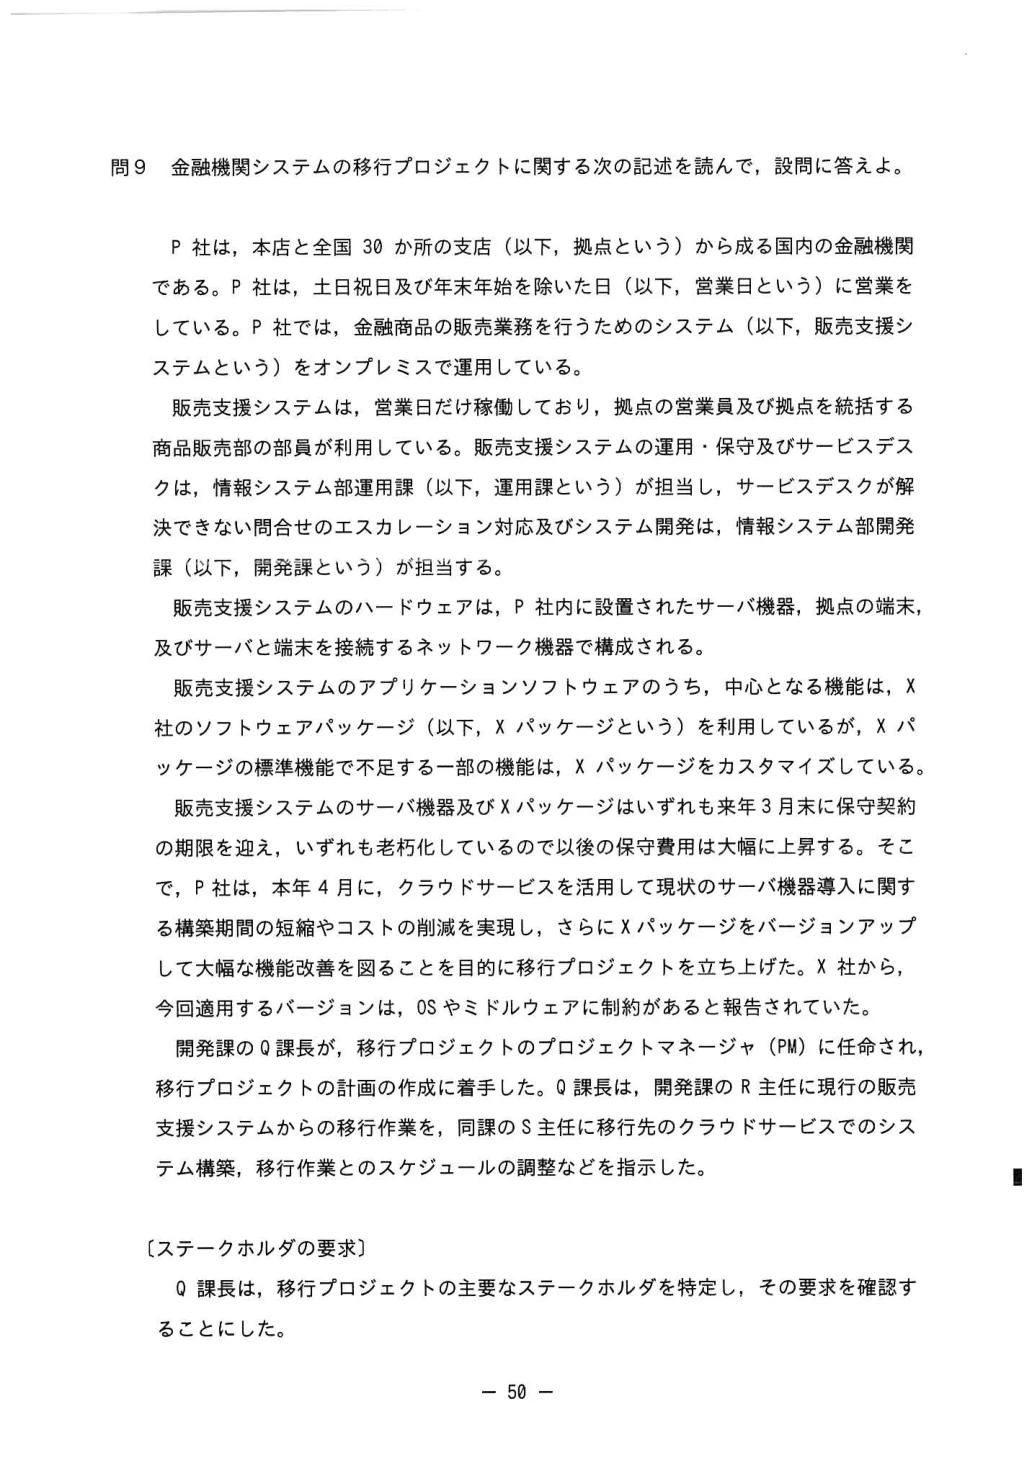 問9 金融機関システムの移行プロジェクトに関する次の記述を読んで，設問に答えよ。
P 社は，本店と全国 30 か所の支店（以下，拠点という）から成る国内の金融機関
である。P 社は，土日祝日及び年末年始を除いた日（以下，営業日という）に営業を
している。P 社では，金融商品の販売業務を行うためのシステム（以下，販売支援シ
ステムという）をオンプレミスで運用している。
販売支援システムは，営業日だけ稼働しており，拠点の営業員及び拠点を統括する
商品販売部の部員が利用している。販売支援システムの運用・保守及びサービスデス
クは，情報システム部運用課（以下，運用課という）が担当し，サービスデスクが解
決できない問合せのエスカレーション対応及びシステム開発は，情報システム部開発
課（以下，開発課という）が担当する。
販売支援システムのハードウェアは，P 社内に設置されたサーバ機器，拠点の端末，
及びサーバと端末を接続するネットワーク機器で構成される。
販売支援システムのアプリケーションソフトウェアのうち，中心となる機能は，X
社のソフトウェアパッケージ（以下，X パッケージという）を利用しているが，X パ
ッケージの標準機能で不足する一部の機能は，X パッケージをカスタマイズしている。
販売支援システムのサーバ機器及び X パッケージはいずれも来年 3 月末に保守契約
の期限を迎え，いずれも老朽化しているので以後の保守費用は大幅に上昇する。そこ
で，P 社は，本年 4 月に，クラウドサービスを活用して現状のサーバ機器導入に関す
る構築期間の短縮やコストの削減を実現し，さらに X パッケージをバージョンアップ
して大幅な機能改善を図ることを目的に移行プロジェクトを立ち上げた。X 社から，
今回適用するバージョンは，OS やミドルウェアに制約があると報告されていた。
開発課の Q 課長が，移行プロジェクトのプロジェクトマネージャ（PM）に任命され，
移行プロジェクトの計画の作成に着手した。Q 課長は，開発課の R 主任に現行の販売
支援システムからの移行作業を，同課の S 主任に移行先のクラウドサービスでのシス
テム構築，移行作業とのスケジュールの調整などを指示した。
〔ステークホルダの要求〕
Q 課長は，移行プロジェクトの主要なステークホルダを特定し，その要求を確認す
ることにした。
— 50 —